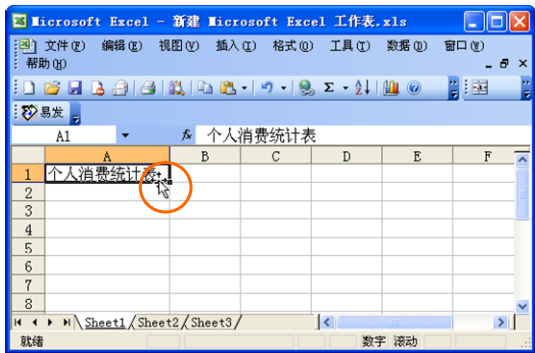 Microsoft Excel - 新建 Microsoft Excel 工作表.xls
文件(F) 编辑(E) 视图(V) 插入(I) 格式(O) 工具(T) 数据(D) 窗口(W)
帮助(H)
易发
A1 fx 个人消费统计表
A B C D E F
1 个人消费统计表
2
3
4
5
6
7
8
Sheet1 Sheet2 Sheet3
就绪 数字 滚动